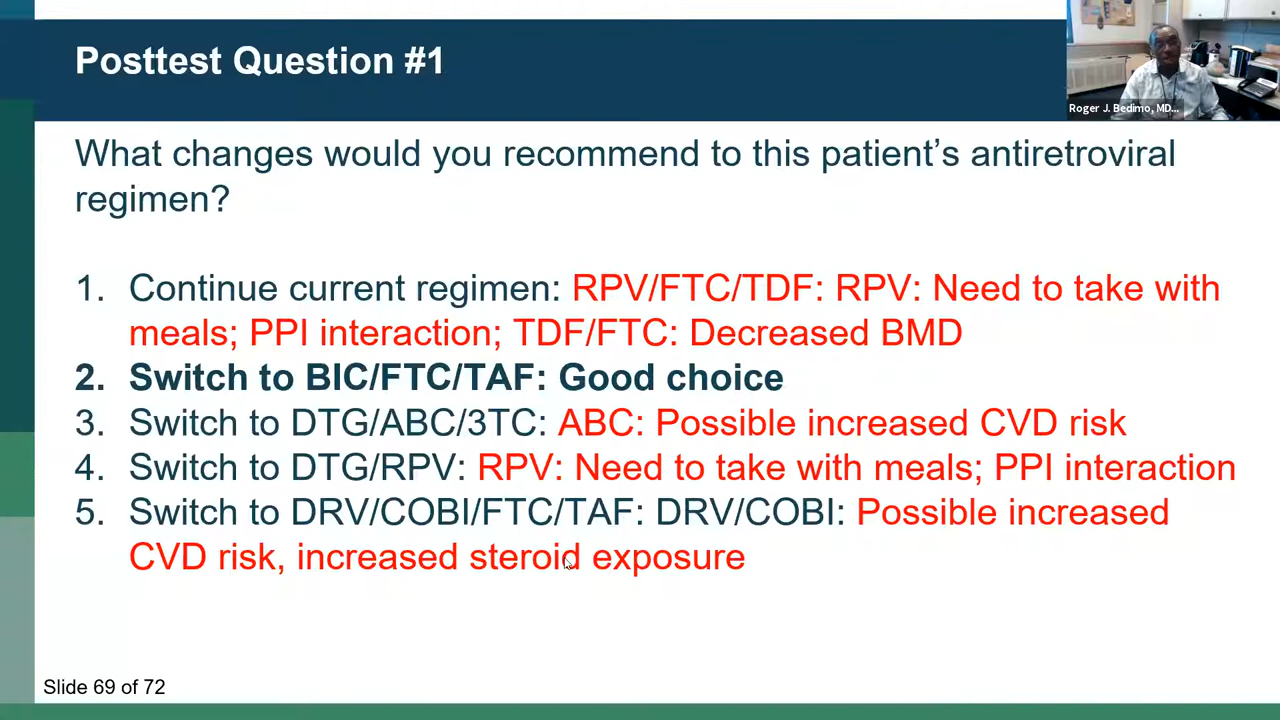 Posttest Question #1
Roger J. Bedimo, MD...
What changes would you recommend to this patient’s antiretroviral
regimen?
1. Continue current regimen: RPV/FTC/TDF: RPV: Need to take with
meals; PPI interaction; TDF/FTC: Decreased BMD
2. Switch to BIC/FTC/TAF: Good choice
3. Switch to DTG/ABC/3TC: ABC: Possible increased CVD risk
4. Switch to DTG/RPV: RPV: Need to take with meals; PPI interaction
5. Switch to DRV/COBI/FTC/TAF: DRV/COBI: Possible increased
CVD risk, increased steroid exposure
Slide 69 of 72